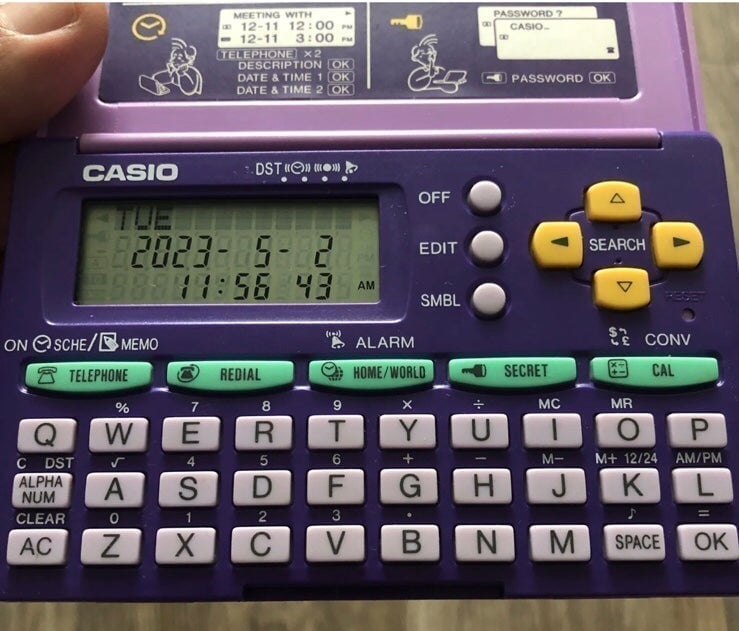 MEETING WITH
12-11 12:00 PM
12-11 3:00 PM
TELEPHONE ×2
DESCRIPTION OK
DATE & TIME 1 OK
DATE & TIME 2 OK
PASSWORD ?
CASIO_
PASSWORD OK
CASIO
DST
TUE
2023- 5- 2
11:56 43 AM
OFF
EDIT
SMBL
SEARCH
RESET
ON SCHE/ MEMO
ALARM
$ £ CONV
TELEPHONE REDIAL HOME/WORLD SECRET CAL
% 7 8 9 × ÷ MC MR
Q W E R T Y U I O P
C DST √ 4 5 6 + − M− M+ 12/24 AM/PM
ALPHA NUM A S D F G H J K L
CLEAR 0 1 2 3 • ♪ =
AC Z X C V B N M SPACE OK